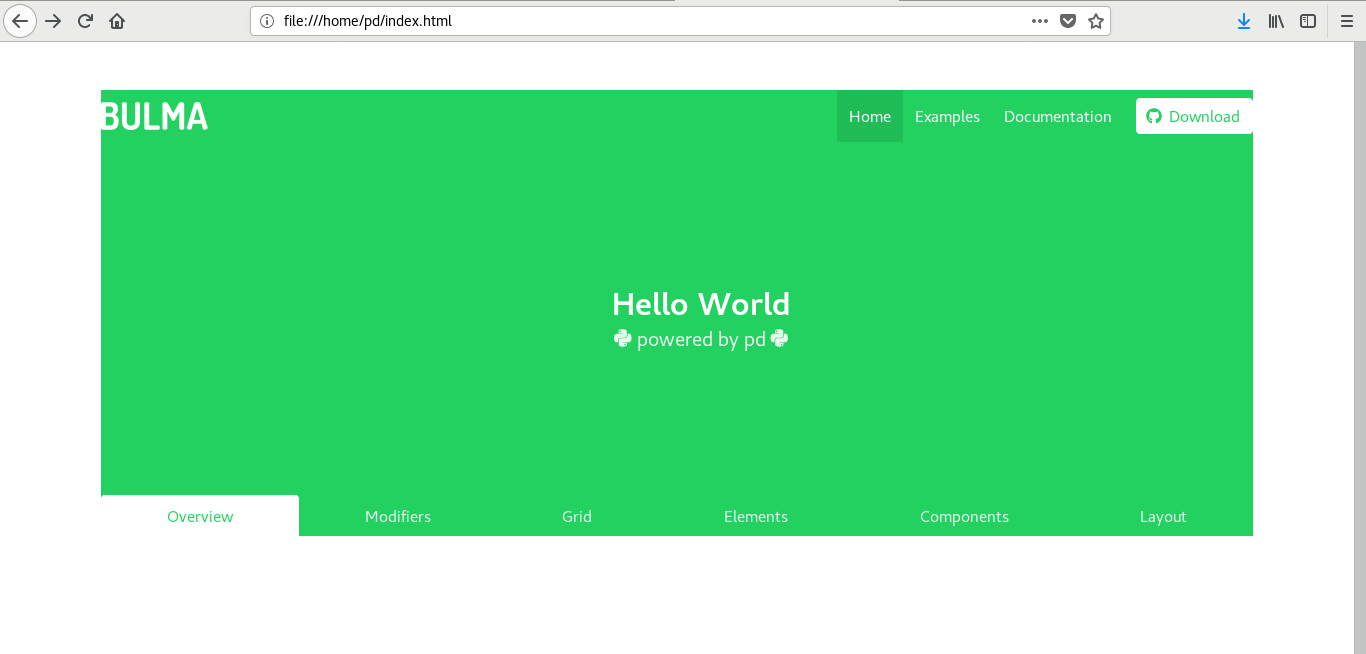 file:///home/pd/index.html
BULMA
Home Examples Documentation Download
Hello World
powered by pd
Overview Modifiers Grid Elements Components Layout